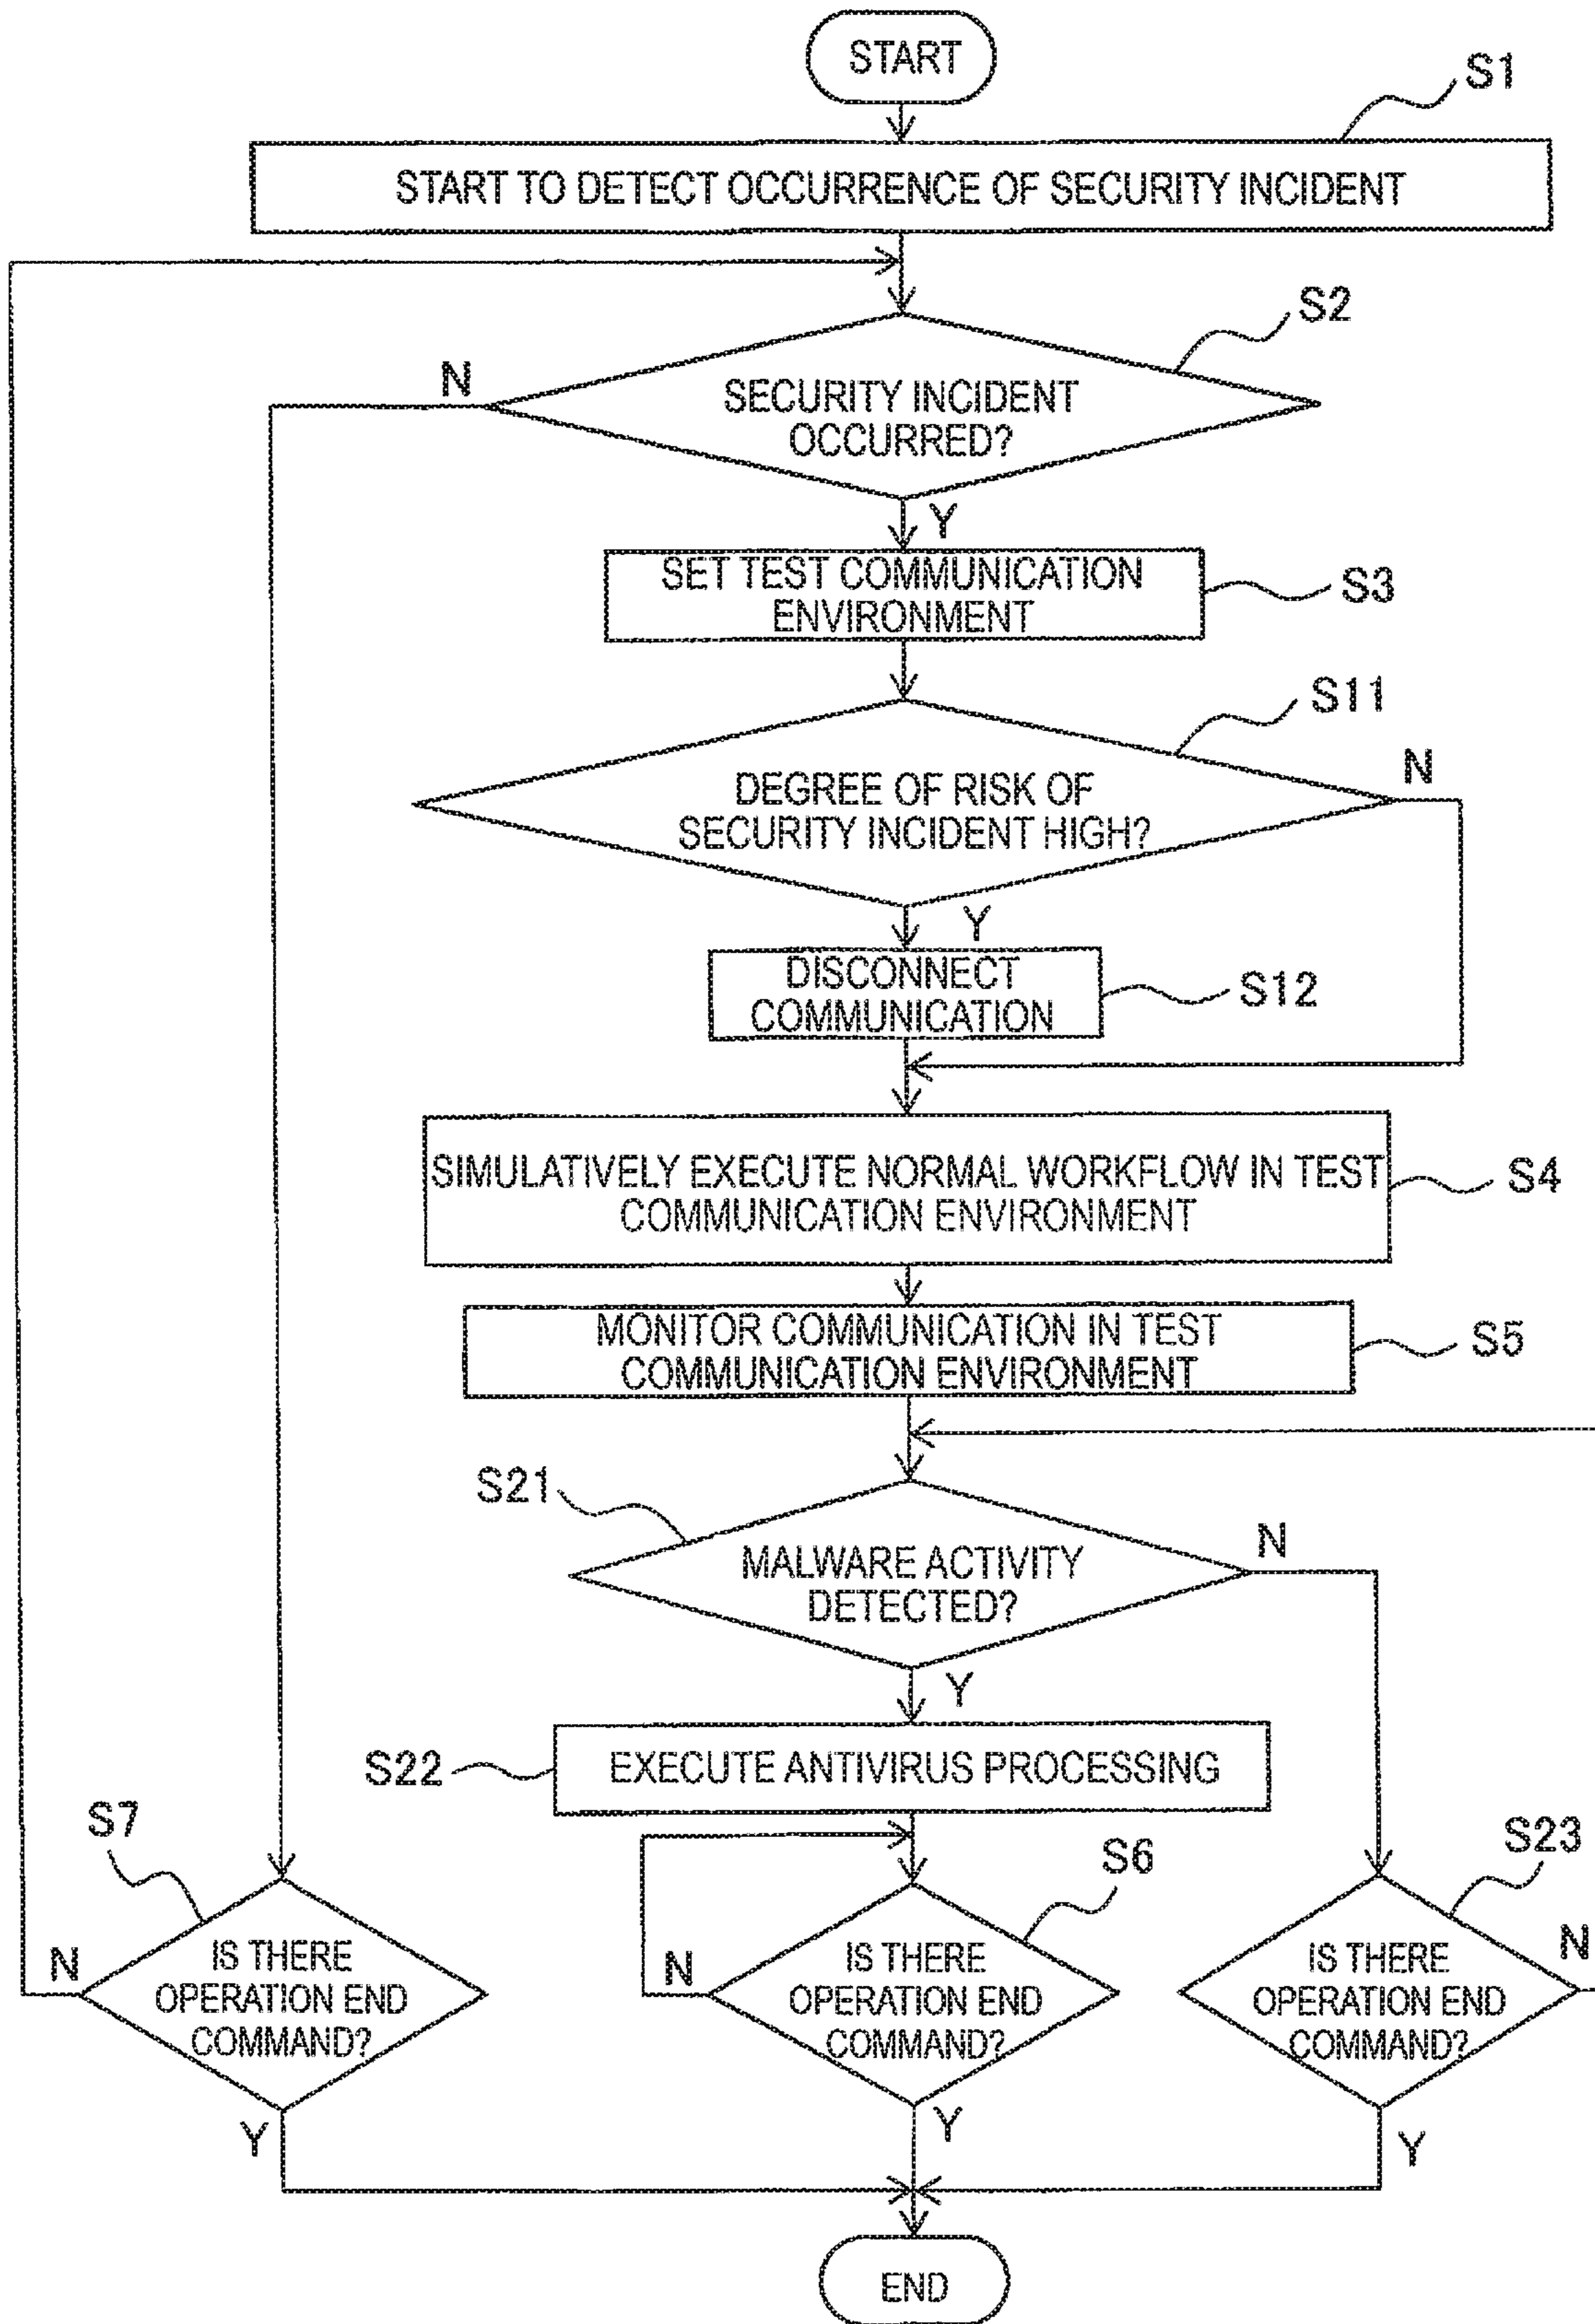 START
S1
START TO DETECT OCCURRENCE OF SECURITY INCIDENT
S2
N
SECURITY INCIDENT
OCCURRED?
Y
SET TEST COMMUNICATION
ENVIRONMENT
S3
S11
N
DEGREE OF RISK OF
SECURITY INCIDENT HIGH?
Y
DISCONNECT
COMMUNICATION
S12
SIMULATIVELY EXECUTE NORMAL WORKFLOW IN TEST
COMMUNICATION ENVIRONMENT
S4
MONITOR COMMUNICATION IN TEST
COMMUNICATION ENVIRONMENT
S5
S21
N
MALWARE ACTIVITY
DETECTED?
Y
S22
EXECUTE ANTIVIRUS PROCESSING
S7
S6
S23
N
IS THERE
OPERATION END
COMMAND?
N
IS THERE
OPERATION END
COMMAND?
N
IS THERE
OPERATION END
COMMAND?
Y
Y
Y
END